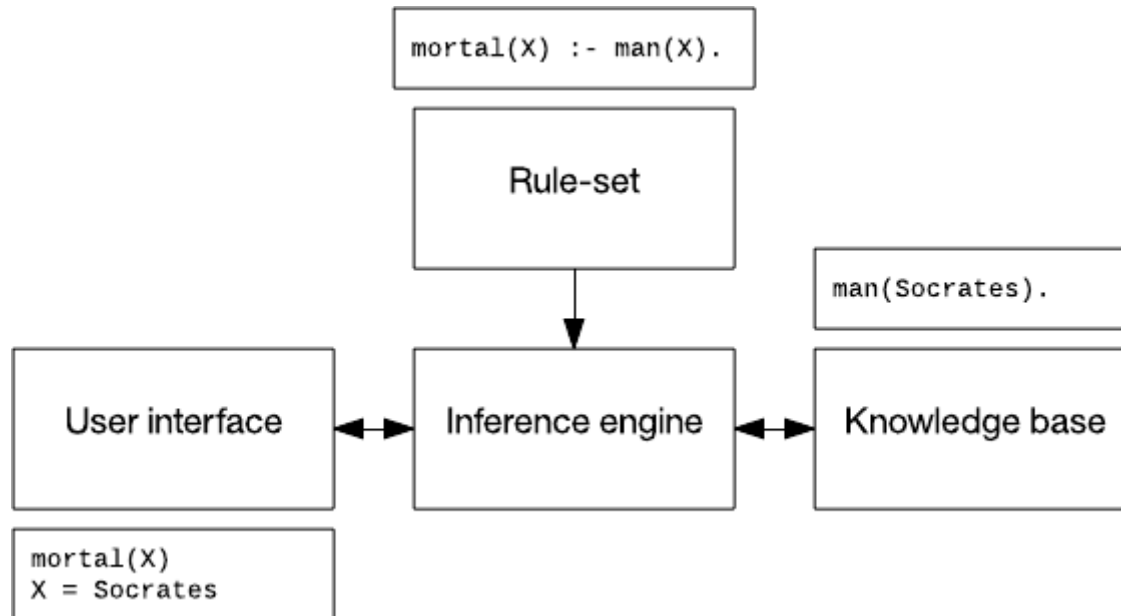 mortal(X) :- man(X).
Rule-set
man(Socrates).
User interface
Inference engine
Knowledge base
mortal(X)
X = Socrates